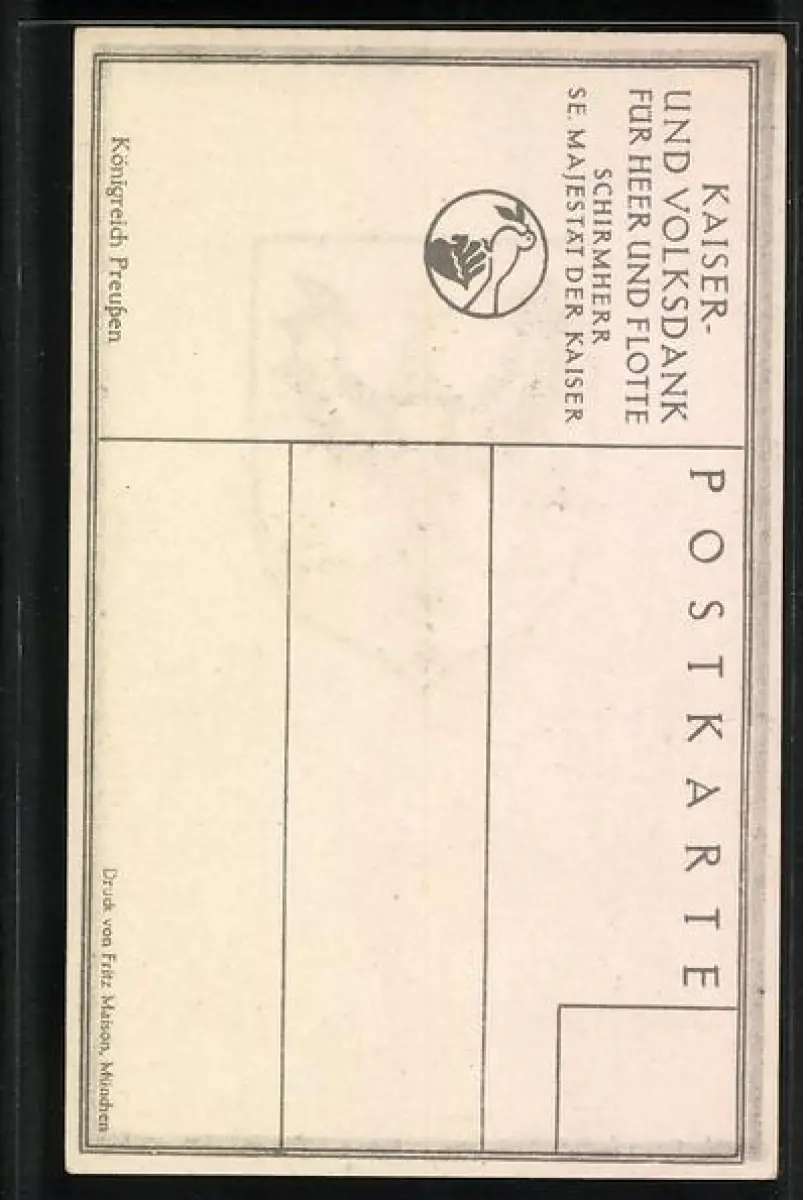 KAISER-
UND VOLKSDANK
FÜR HEER UND FLOTTE
SCHIRMHERR
SE. MAJESTÄT DER KAISER
POSTKARTE
Königreich Preußen
Druck von Fritz Maison, München